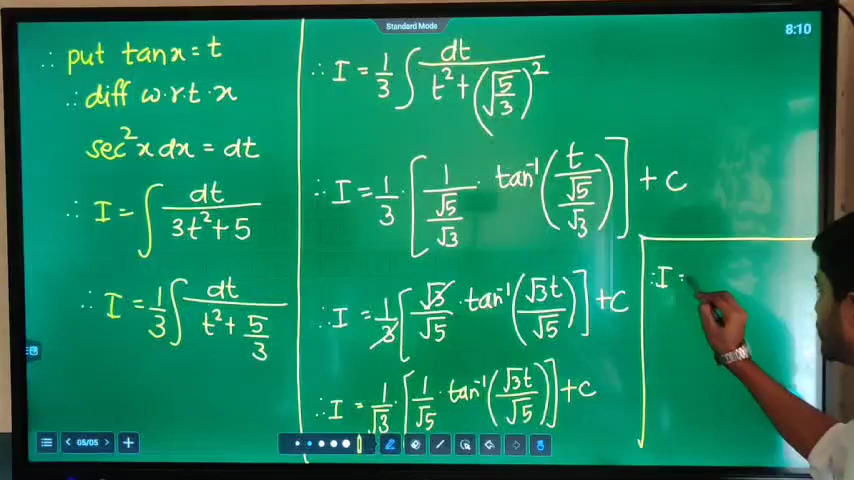 Standard Mode
8:10
∴ put tanx = t
∴ diff w.r.t. x
sec²x dx = dt
∴ I = ∫ dt / (3t² + 5)
∴ I = 1/3 ∫ dt / (t² + 5/3)
∴ I = 1/3 ∫ dt / (t² + (√(5/3))²)
∴ I = 1/3 · [1/(√5/√3) · tan⁻¹(t/(√5/√3))] + c
∴ I = 1/3 [√3/√5 · tan⁻¹(√3t/√5)] + c
∴ I = 1/√3 · [1/√5 · tan⁻¹(√3t/√5)] + c
∴ I =
05/05